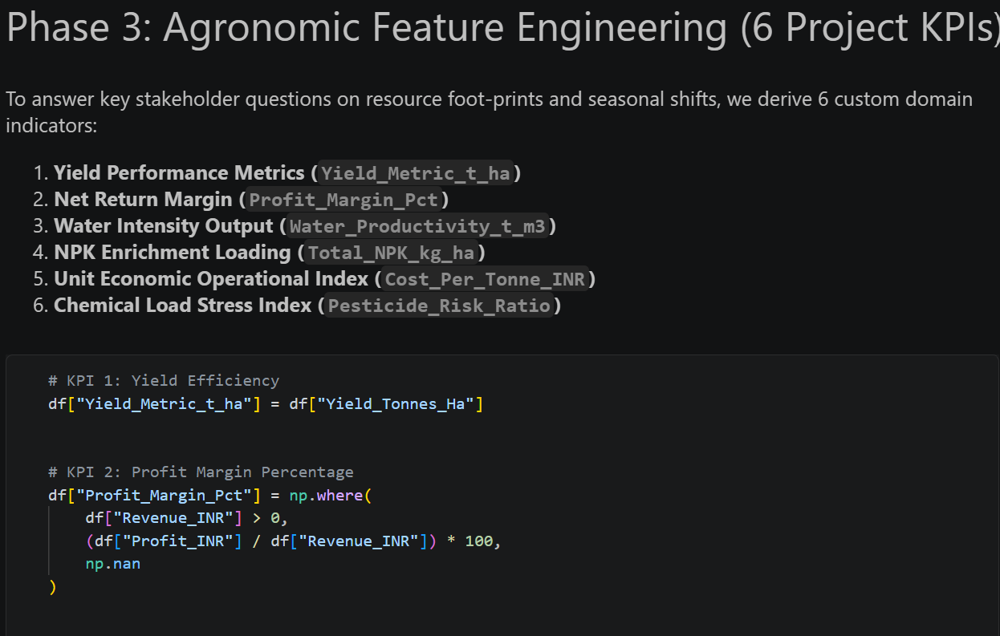 Phase 3: Agronomic Feature Engineering (6 Project KPIs)
To answer key stakeholder questions on resource foot-prints and seasonal shifts, we derive 6 custom domain
indicators:
1. Yield Performance Metrics (Yield_Metric_t_ha)
2. Net Return Margin (Profit_Margin_Pct)
3. Water Intensity Output (Water_Productivity_t_m3)
4. NPK Enrichment Loading (Total_NPK_kg_ha)
5. Unit Economic Operational Index (Cost_Per_Tonne_INR)
6. Chemical Load Stress Index (Pesticide_Risk_Ratio)
# KPI 1: Yield Efficiency
df["Yield_Metric_t_ha"] = df["Yield_Tonnes_Ha"]
# KPI 2: Profit Margin Percentage
df["Profit_Margin_Pct"] = np.where(
    df["Revenue_INR"] > 0,
    (df["Profit_INR"] / df["Revenue_INR"]) * 100,
    np.nan
)